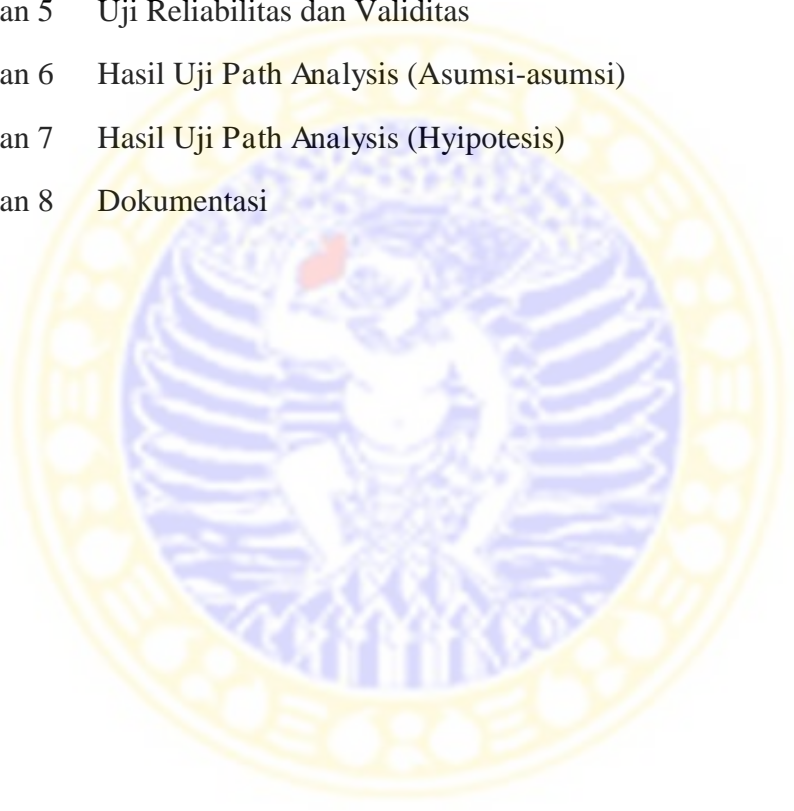 an 5 Uji Reliabilitas dan Validitas
an 6 Hasil Uji Path Analysis (Asumsi-asumsi)
an 7 Hasil Uji Path Analysis (Hyipotesis)
an 8 Dokumentasi